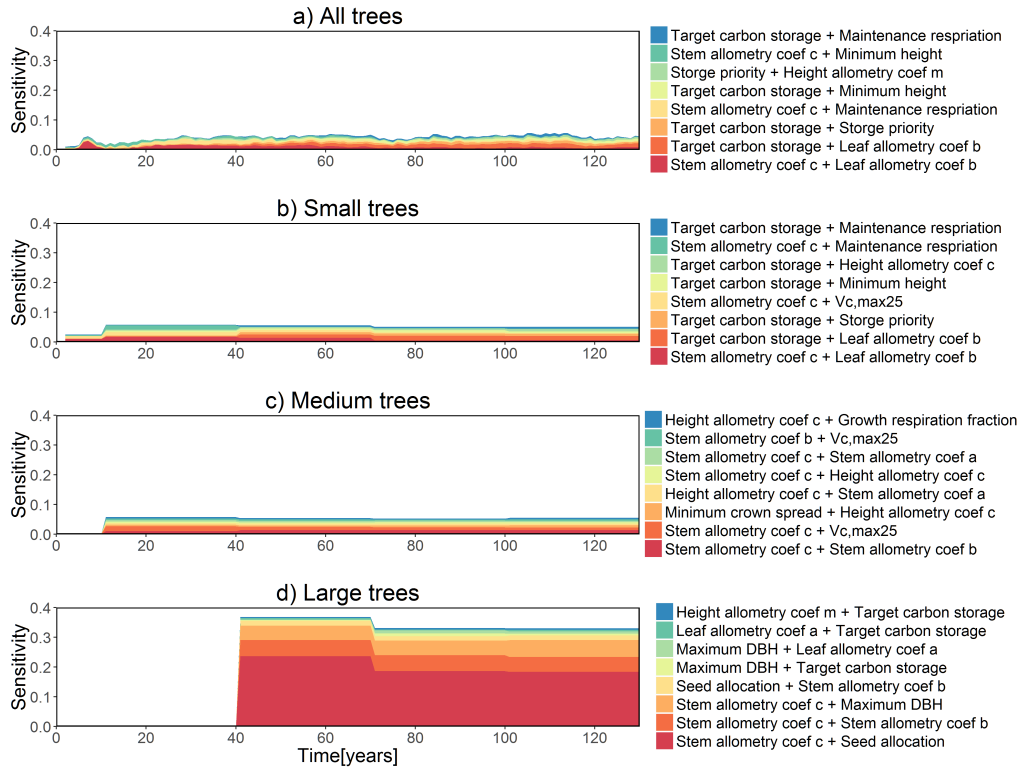 a) All trees
0.4
0.3
0.2
0.1
0.0
Sensitivity
0 20 40 60 80 100 120
Target carbon storage + Maintenance respriation
Stem allometry coef c + Minimum height
Storge priority + Height allometry coef m
Target carbon storage + Minimum height
Stem allometry coef c + Maintenance respriation
Target carbon storage + Storge priority
Target carbon storage + Leaf allometry coef b
Stem allometry coef c + Leaf allometry coef b
b) Small trees
0.4
0.3
0.2
0.1
0.0
Sensitivity
0 20 40 60 80 100 120
Target carbon storage + Maintenance respriation
Stem allometry coef c + Maintenance respriation
Target carbon storage + Height allometry coef c
Target carbon storage + Minimum height
Stem allometry coef c + Vc,max25
Target carbon storage + Storge priority
Target carbon storage + Leaf allometry coef b
Stem allometry coef c + Leaf allometry coef b
c) Medium trees
0.4
0.3
0.2
0.1
0.0
Sensitivity
0 20 40 60 80 100 120
Height allometry coef c + Growth respiration fraction
Stem allometry coef b + Vc,max25
Stem allometry coef c + Stem allometry coef a
Stem allometry coef c + Height allometry coef c
Height allometry coef c + Stem allometry coef a
Minimum crown spread + Height allometry coef c
Stem allometry coef c + Vc,max25
Stem allometry coef c + Stem allometry coef b
d) Large trees
0.4
0.3
0.2
0.1
0.0
Sensitivity
0 20 40 60 80 100 120
Time[years]
Height allometry coef m + Target carbon storage
Leaf allometry coef a + Target carbon storage
Maximum DBH + Leaf allometry coef a
Maximum DBH + Target carbon storage
Seed allocation + Stem allometry coef b
Stem allometry coef c + Maximum DBH
Stem allometry coef c + Stem allometry coef b
Stem allometry coef c + Seed allocation